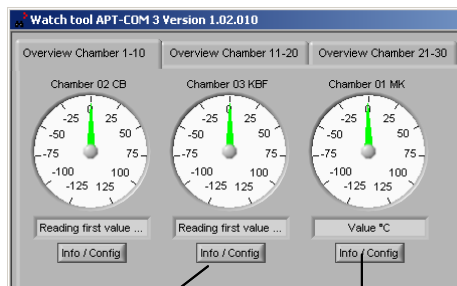 Watch tool APT-COM 3 Version 1.02.010
Overview Chamber 1-10 Overview Chamber 11-20 Overview Chamber 21-30
Chamber 02 CB Chamber 03 KBF Chamber 01 MK
0 0 0
-25 25 -25 25 -25 25
-50 50 -50 50 -50 50
-75 75 -75 75 -75 75
-100 100 -100 100 -100 100
-125 125 -125 125 -125 125
Reading first value ... Reading first value ... Value °C
Info / Config Info / Config Info / Config